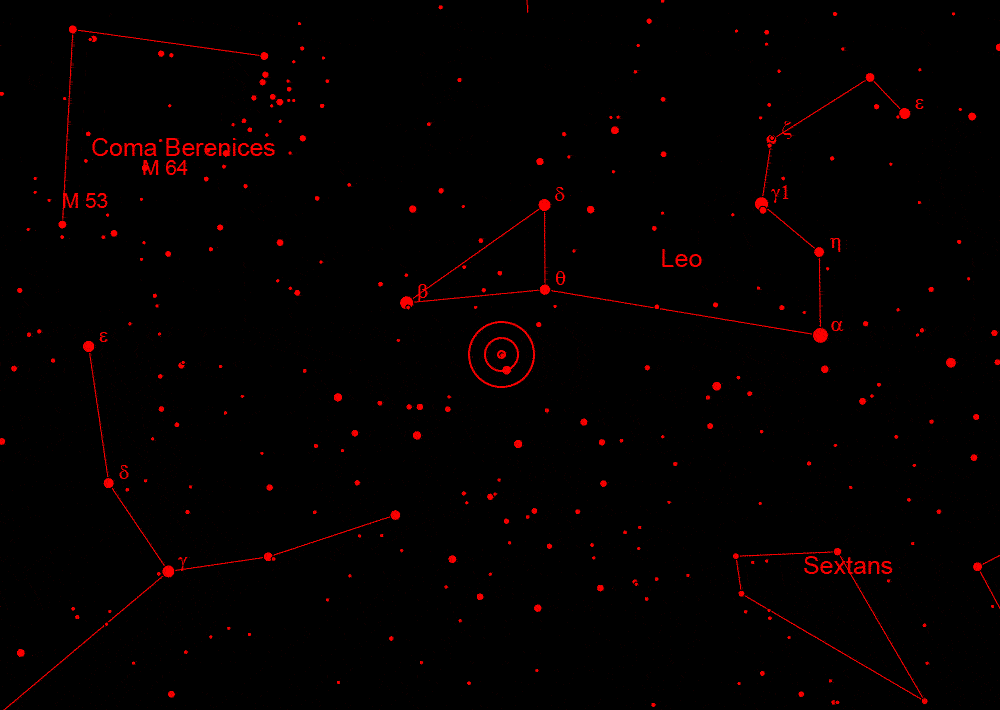 ε
ζ
Coma Berenices
M 64
γ1
δ
M 53
η
Leo
θ
β
α
ε
δ
γ
Sextans